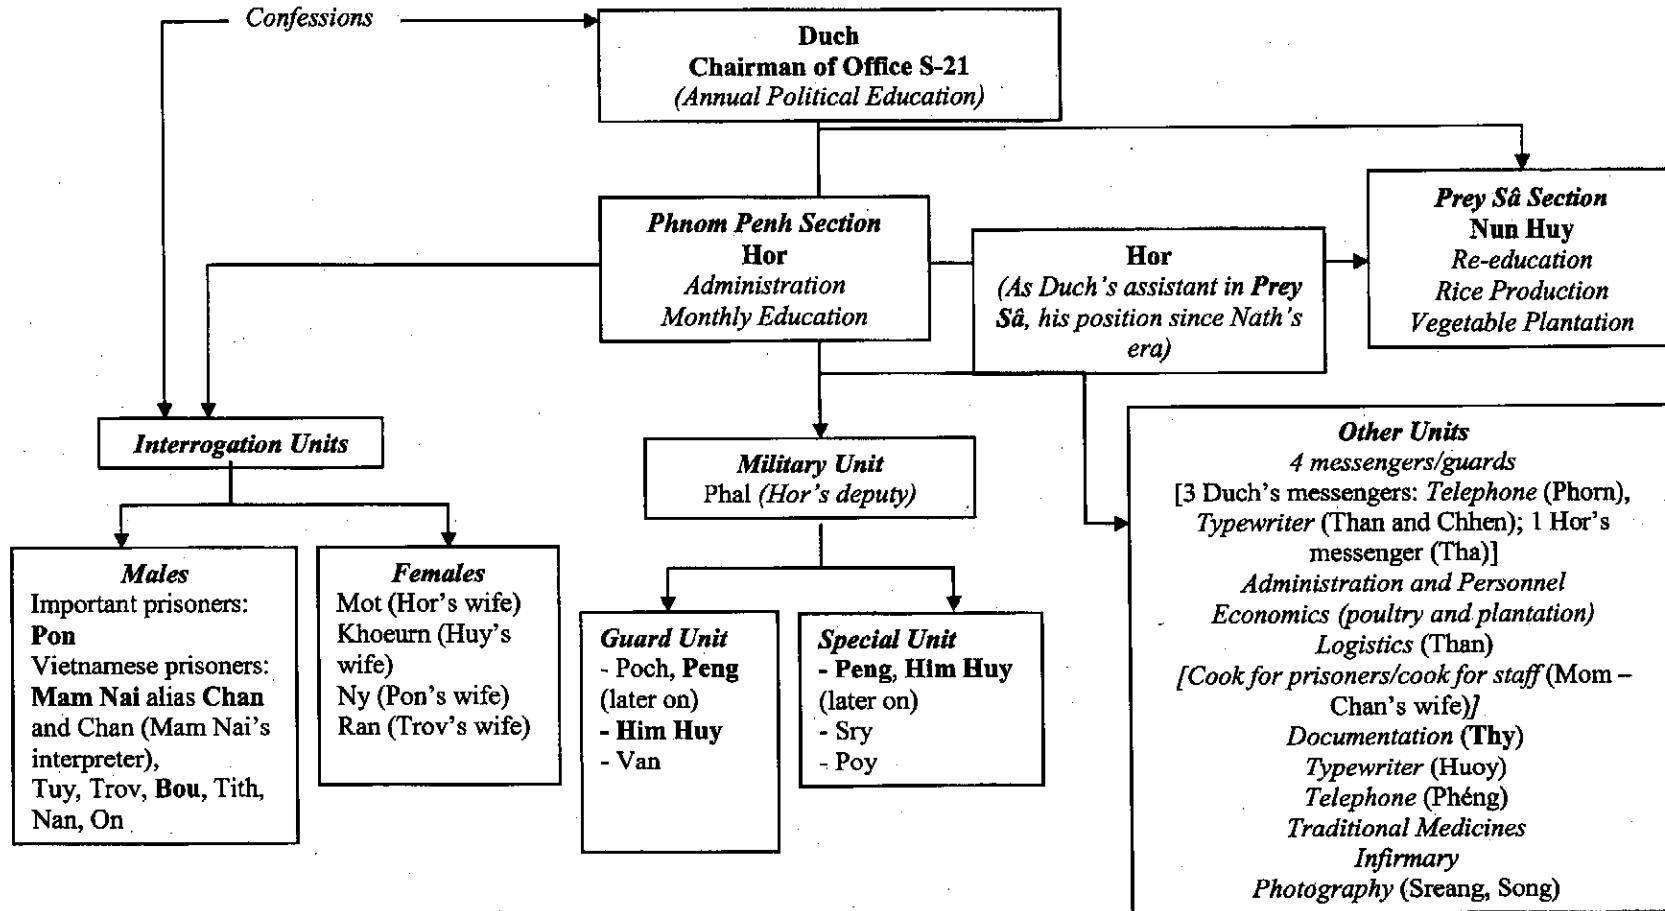 Confessions
Duch
Chairman of Office S-21
(Annual Political Education)
Phnom Penh Section
Hor
Administration
Monthly Education
Hor
(As Duch's assistant in Prey
Sâ, his position since Nath's
era)
Prey Sâ Section
Nun Huy
Re-education
Rice Production
Vegetable Plantation
Interrogation Units
Military Unit
Phal (Hor's deputy)
Males
Important prisoners:
Pon
Vietnamese prisoners:
Mam Nai alias Chan
and Chan (Mam Nai's
interpreter),
Tuy, Trov, Bou, Tith,
Nan, On
Females
Mot (Hor's wife)
Khoeurn (Huy's
wife)
Ny (Pon's wife)
Ran (Trov's wife)
Guard Unit
- Poch, Peng
(later on)
- Him Huy
- Van
Special Unit
- Peng, Him Huy
(later on)
- Sry
- Poy
Other Units
4 messengers/guards
[3 Duch's messengers: Telephone (Phorn),
Typewriter (Than and Chhen); 1 Hor's
messenger (Tha)]
Administration and Personnel
Economics (poultry and plantation)
Logistics (Than)
[Cook for prisoners/cook for staff (Mom –
Chan's wife)]
Documentation (Thy)
Typewriter (Huoy)
Telephone (Phéng)
Traditional Medicines
Infirmary
Photography (Sreang, Song)